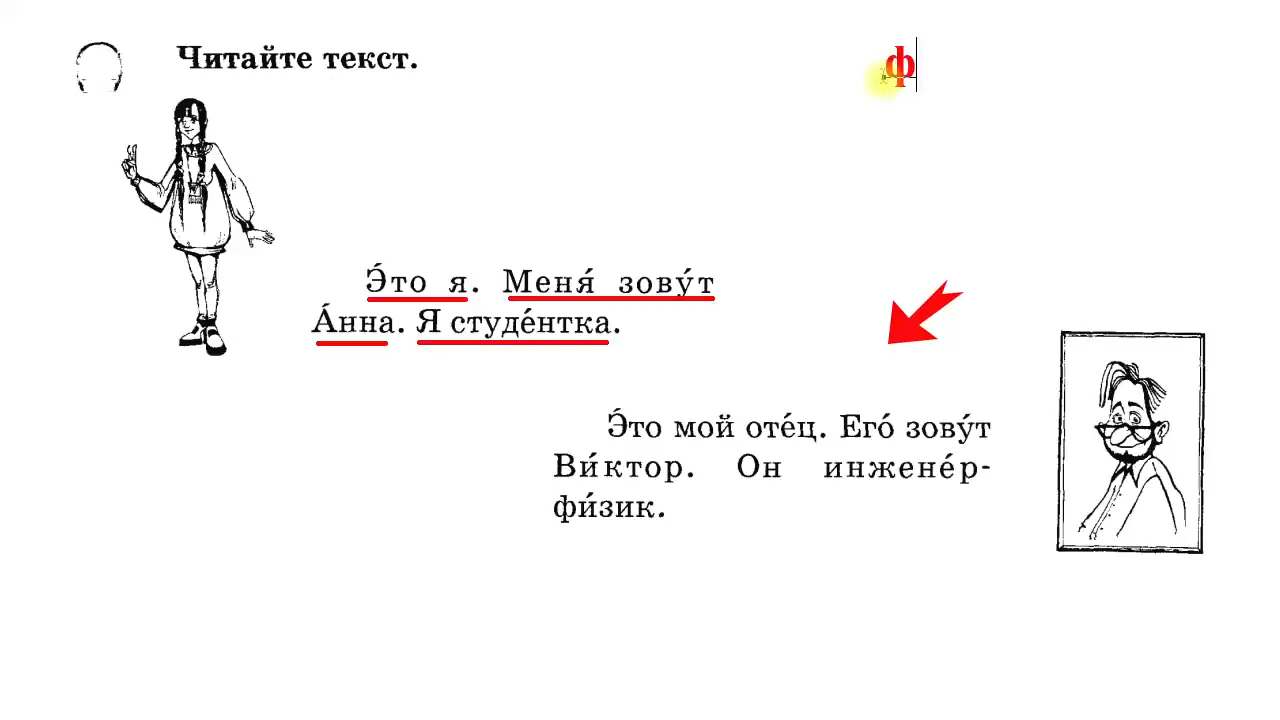 Читайте текст.
ф
Э́то я. Меня́ зову́т
А́нна. Я студе́нтка.
Э́то мой оте́ц. Его́ зову́т
Ви́ктор. Он инжене́р-
фи́зик.